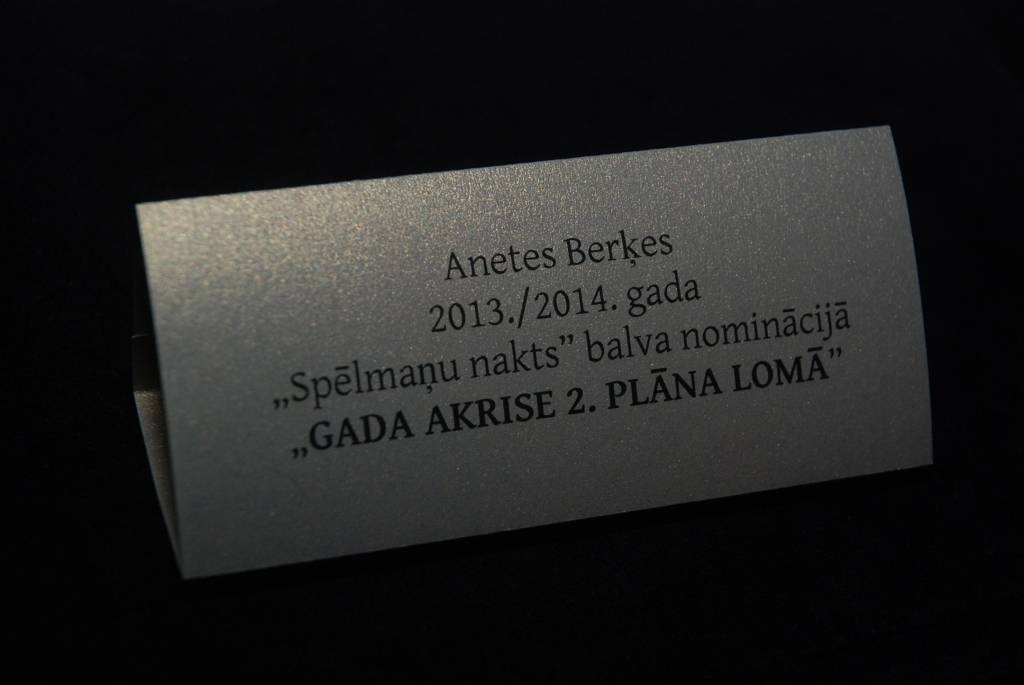 Anetes Berķes
2013./2014. gada
„Spēlmaņu nakts” balva nominācijā
„GADA AKRISE 2. PLĀNA LOMĀ”